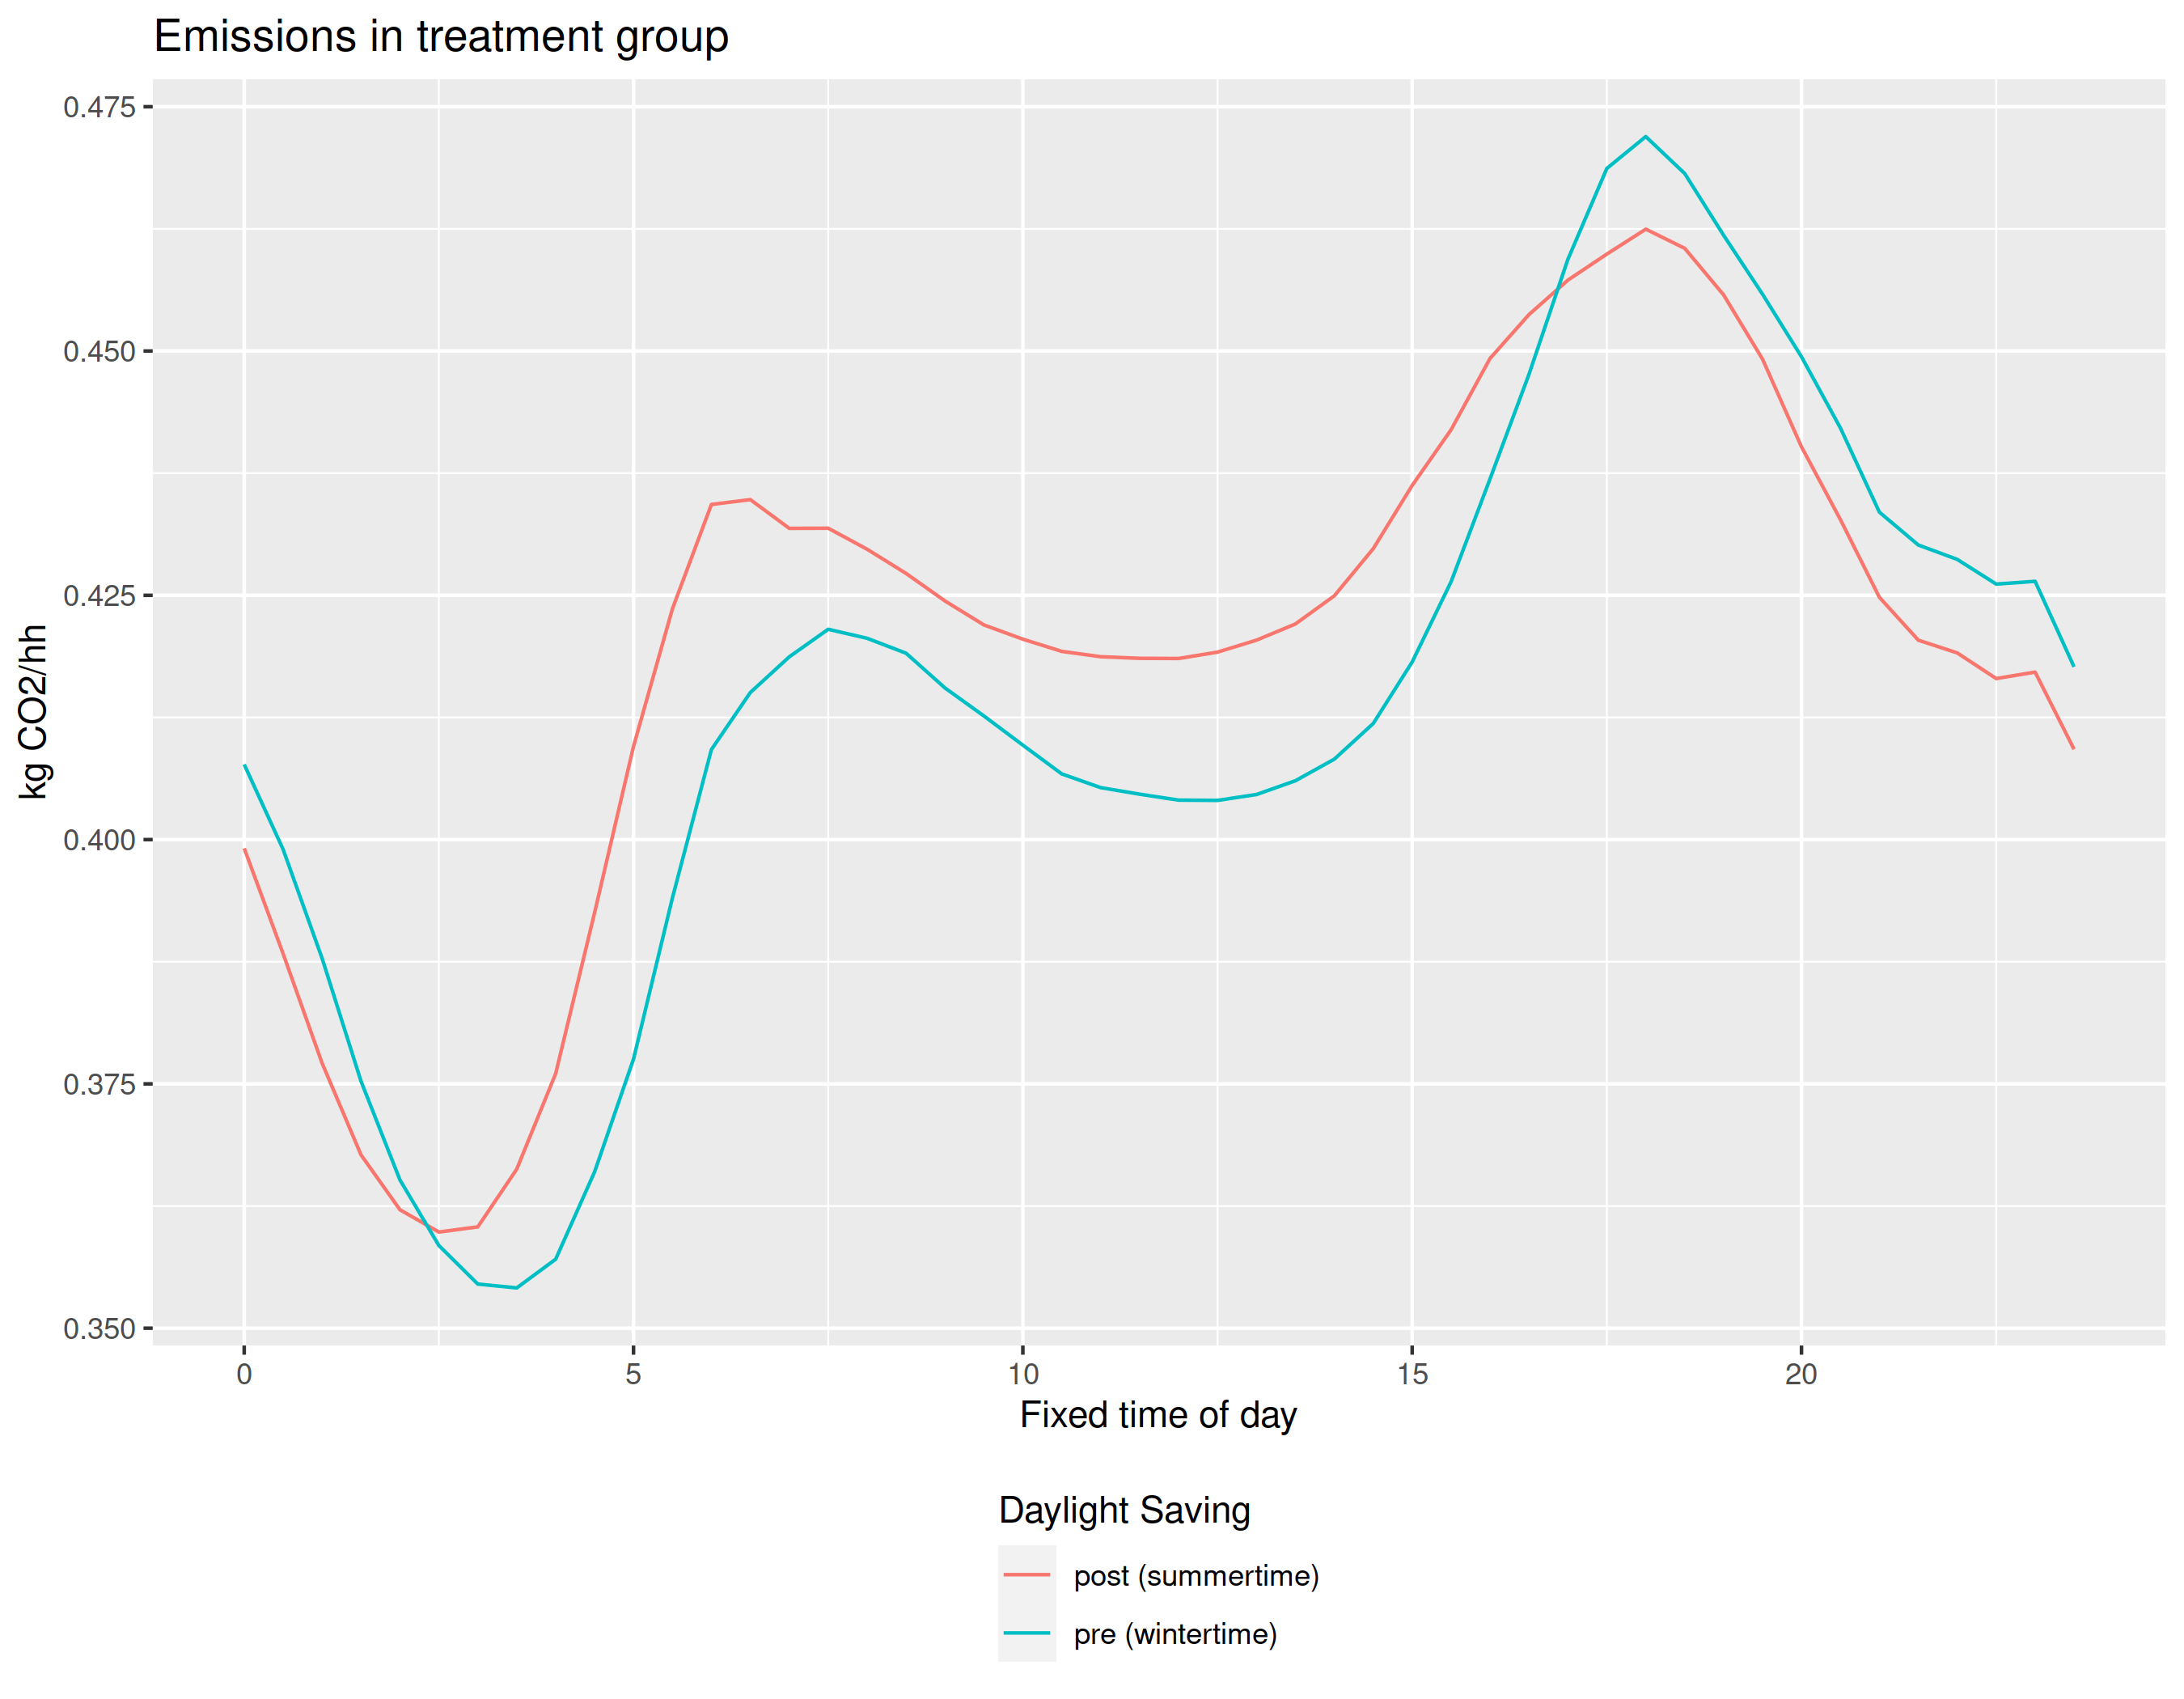 Emissions in treatment group
0.475
0.450
0.425
0.400
0.375
0.350
kg CO2/hh
0 5 10 15 20
Fixed time of day
Daylight Saving
post (summertime)
pre (wintertime)